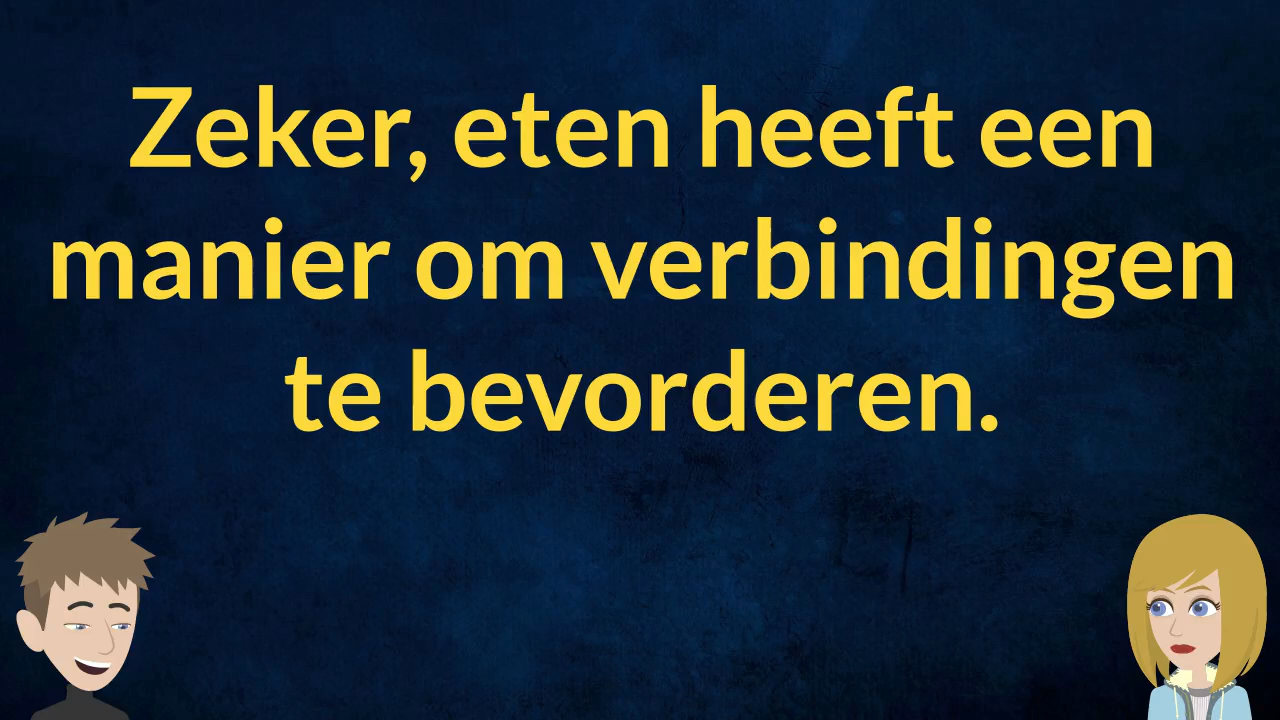 Zeker, eten heeft een
manier om verbindingen
te bevorderen.